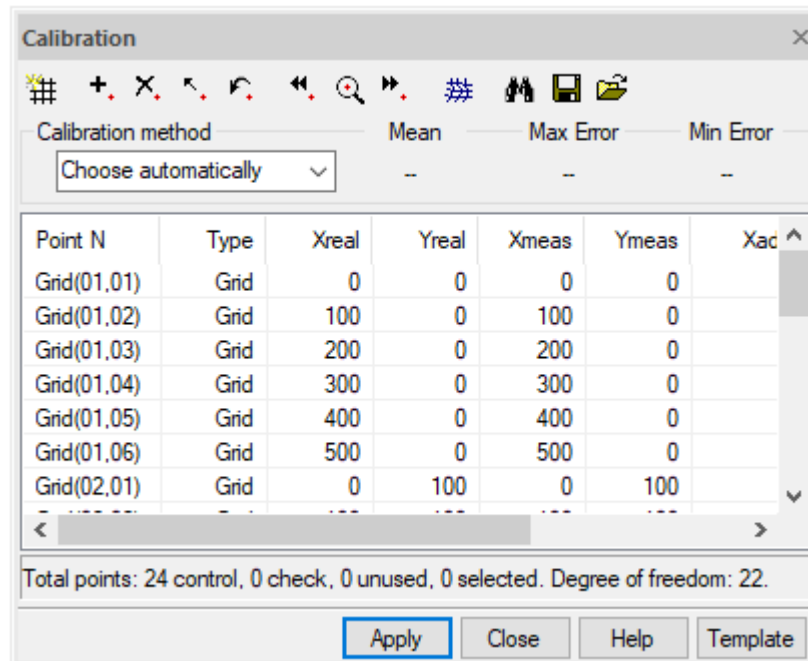 Calibration
Calibration method Mean Max Error Min Error
Choose automatically -- -- --
Point N Type Xreal Yreal Xmeas Ymeas
Grid(01,01) Grid 0 0 0 0
Grid(01,02) Grid 100 0 100 0
Grid(01,03) Grid 200 0 200 0
Grid(01,04) Grid 300 0 300 0
Grid(01,05) Grid 400 0 400 0
Grid(01,06) Grid 500 0 500 0
Grid(02,01) Grid 0 100 0 100
Total points: 24 control, 0 check, 0 unused, 0 selected. Degree of freedom: 22.
Apply Close Help Template